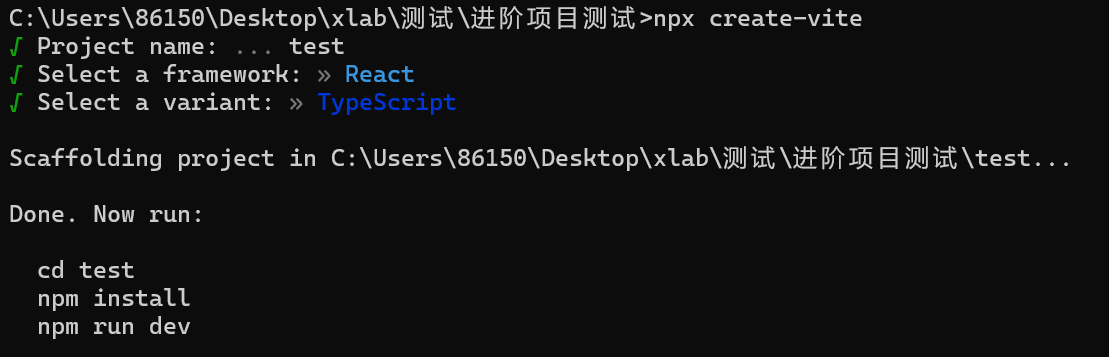 C:\Users\86150\Desktop\xlab\测试\进阶项目测试>npx create-vite
√ Project name: ... test
√ Select a framework: » React
√ Select a variant: » TypeScript
Scaffolding project in C:\Users\86150\Desktop\xlab\测试\进阶项目测试\test...
Done. Now run:
cd test
npm install
npm run dev